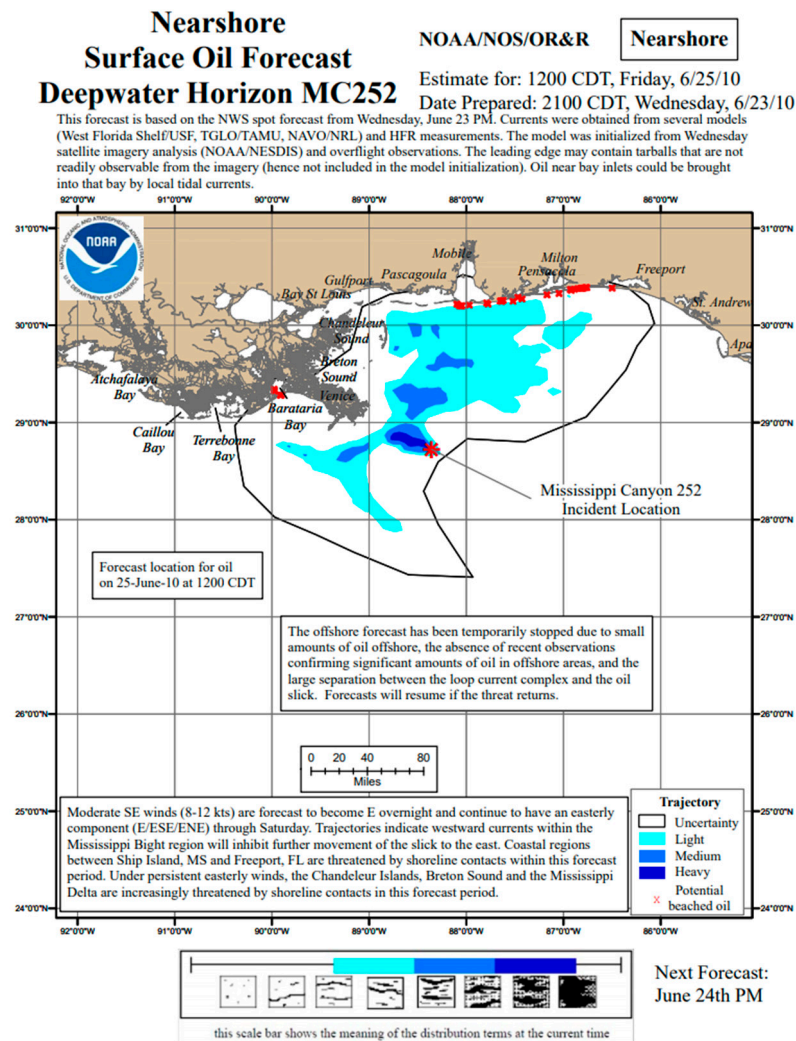 Nearshore
Surface Oil Forecast
Deepwater Horizon MC252
NOAA/NOS/OR&R
Nearshore
Estimate for: 1200 CDT, Friday, 6/25/10
Date Prepared: 2100 CDT, Wednesday, 6/23/10
This forecast is based on the NWS spot forecast from Wednesday, June 23 PM. Currents were obtained from several models
(West Florida Shelf/USF, TGLO/TAMU, NAVO/NRL) and HFR measurements. The model was initialized from Wednesday
satellite imagery analysis (NOAA/NESDIS) and overflight observations. The leading edge may contain tarballs that are not
readily observable from the imagery (hence not included in the model initialization). Oil near bay inlets could be brought
into that bay by local tidal currents.
92°0'0"W 91°0'0"W 90°0'0"W 89°0'0"W 88°0'0"W 87°0'0"W 86°0'0"W
31°0'0"N
31°0'0"N
NATIONAL OCEANIC AND ATMOSPHERIC ADMINISTRATION
NOAA
U.S. DEPARTMENT OF COMMERCE
Mobile
Milton
Pascagoula
Pensacola
Freeport
Gulfport
Bay St Louis
St. Andrew
30°0'0"N
Chandeleur
Sound
30°0'0"N
Apa
Breton
Sound
Atchafalaya
Bay
Venice
29°0'0"N
Barataria
Bay
29°0'0"N
Caillou
Bay
Terrebonne
Bay
Mississippi Canyon 252
Incident Location
28°0'0"N
28°0'0"N
Forecast location for oil
on 25-June-10 at 1200 CDT
27°0'0"N
27°0'0"N
The offshore forecast has been temporarily stopped due to small
amounts of oil offshore, the absence of recent observations
confirming significant amounts of oil in offshore areas, and the
large separation between the loop current complex and the oil
slick. Forecasts will resume if the threat returns.
26°0'0"N
26°0'0"N
0 20 40 80
Miles
25°0'0"N
25°0'0"N
Moderate SE winds (8-12 kts) are forecast to become E overnight and continue to have an easterly
component (E/ESE/ENE) through Saturday. Trajectories indicate westward currents within the
Mississippi Bight region will inhibit further movement of the slick to the east. Coastal regions
between Ship Island, MS and Freeport, FL are threatened by shoreline contacts within this forecast
period. Under persistent easterly winds, the Chandeleur Islands, Breton Sound and the Mississippi
Delta are increasingly threatened by shoreline contacts in this forecast period.
Trajectory
Uncertainty
Light
Medium
Heavy
x Potential
beached oil
24°0'0"N
24°0'0"N
92°0'0"W 91°0'0"W 90°0'0"W 89°0'0"W 88°0'0"W 87°0'0"W 86°0'0"W
Next Forecast:
June 24th PM
this scale bar shows the meaning of the distribution terms at the current time